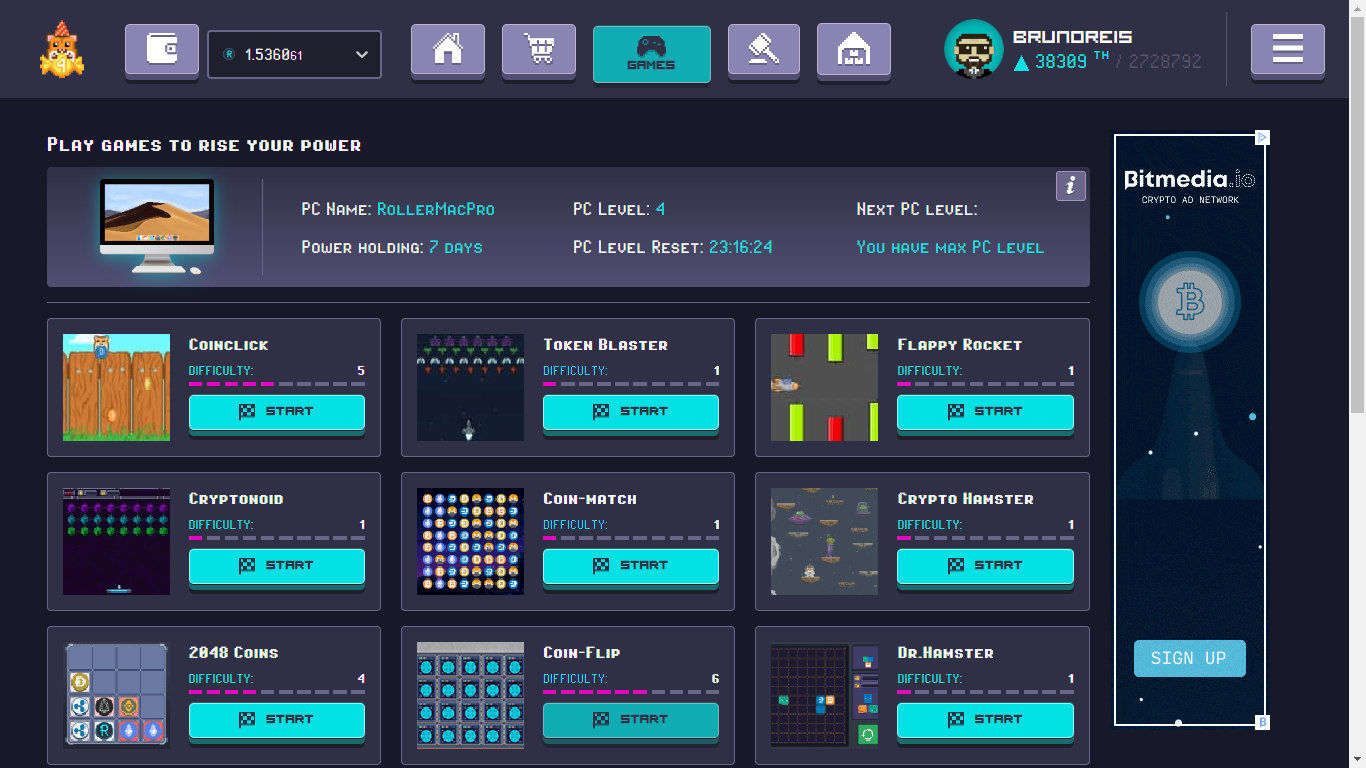 1.536061
GAMES
BRUNOREIS
38309 TH / 2728792
Play games to rise your power
PC Name: RollerMacPro
PC Level: 4
Next PC level:
Power holding: 7 days
PC Level Reset: 23:16:24
You have max PC level
i
Coinclick
DIFFICULTY: 5
START
Token Blaster
DIFFICULTY: 1
START
Flappy Rocket
DIFFICULTY: 1
START
Cryptonoid
DIFFICULTY: 1
START
Coin-match
DIFFICULTY: 1
START
Crypto Hamster
DIFFICULTY: 1
START
2048 Coins
DIFFICULTY: 4
START
Coin-Flip
DIFFICULTY: 6
START
Dr.Hamster
DIFFICULTY: 1
START
Bitmedia.io
CRYPTO AD NETWORK
SIGN UP